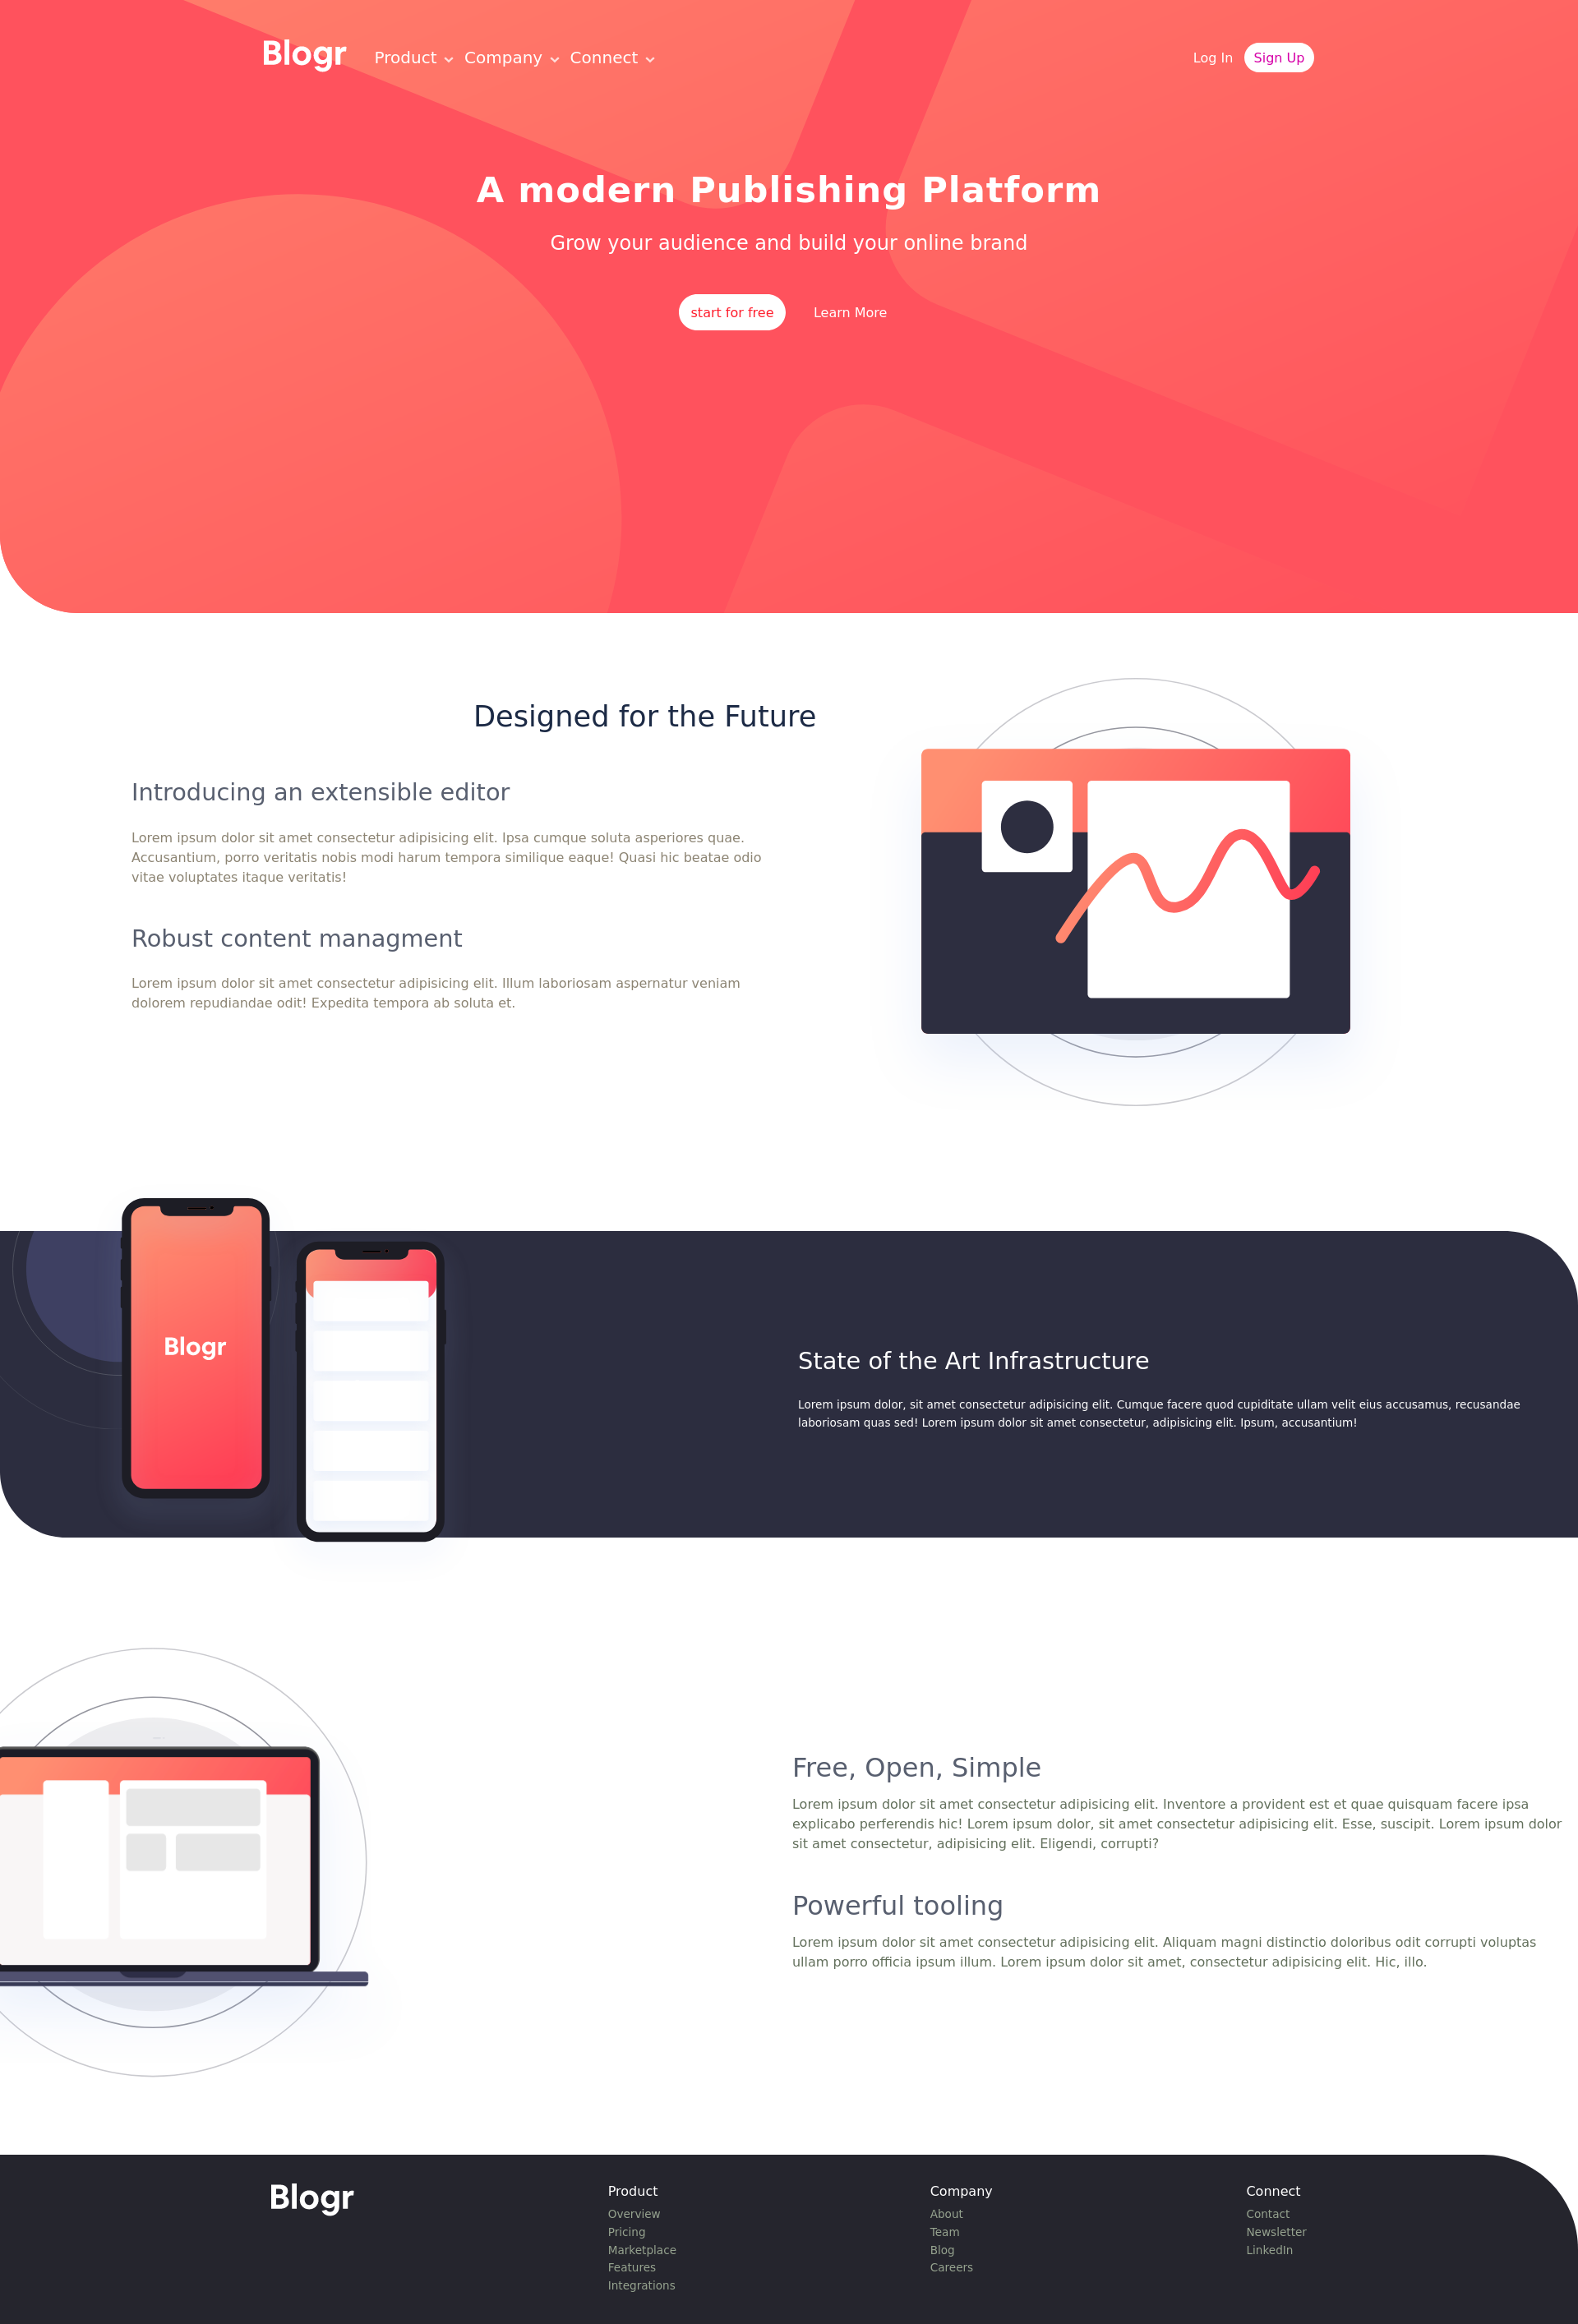 Blogr
Product
Company
Connect
Log In
Sign Up
A modern Publishing Platform
Grow your audience and build your online brand
start for free
Learn More
Designed for the Future
Introducing an extensible editor
Lorem ipsum dolor sit amet consectetur adipisicing elit. Ipsa cumque soluta asperiores quae.
Accusantium, porro veritatis nobis modi harum tempora similique eaque! Quasi hic beatae odio
vitae voluptates itaque veritatis!
Robust content managment
Lorem ipsum dolor sit amet consectetur adipisicing elit. Illum laboriosam aspernatur veniam
dolorem repudiandae odit! Expedita tempora ab soluta et.
Blogr
State of the Art Infrastructure
Lorem ipsum dolor, sit amet consectetur adipisicing elit. Cumque facere quod cupiditate ullam velit eius accusamus, recusandae
laboriosam quas sed! Lorem ipsum dolor sit amet consectetur, adipisicing elit. Ipsum, accusantium!
Free, Open, Simple
Lorem ipsum dolor sit amet consectetur adipisicing elit. Inventore a provident est et quae quisquam facere ipsa
explicabo perferendis hic! Lorem ipsum dolor, sit amet consectetur adipisicing elit. Esse, suscipit. Lorem ipsum dolor
sit amet consectetur, adipisicing elit. Eligendi, corrupti?
Powerful tooling
Lorem ipsum dolor sit amet consectetur adipisicing elit. Aliquam magni distinctio doloribus odit corrupti voluptas
ullam porro officia ipsum illum. Lorem ipsum dolor sit amet, consectetur adipisicing elit. Hic, illo.
Blogr
Product
Overview
Pricing
Marketplace
Features
Integrations
Company
About
Team
Blog
Careers
Connect
Contact
Newsletter
LinkedIn